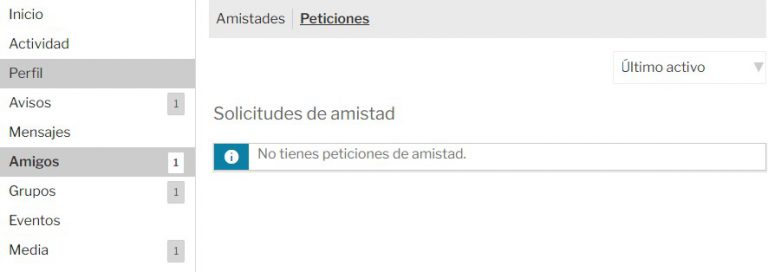 Inicio
Actividad
Perfil
Avisos 1
Mensajes
Amigos 1
Grupos 1
Eventos
Media 1
Amistades Peticiones
Último activo
Solicitudes de amistad
No tienes peticiones de amistad.